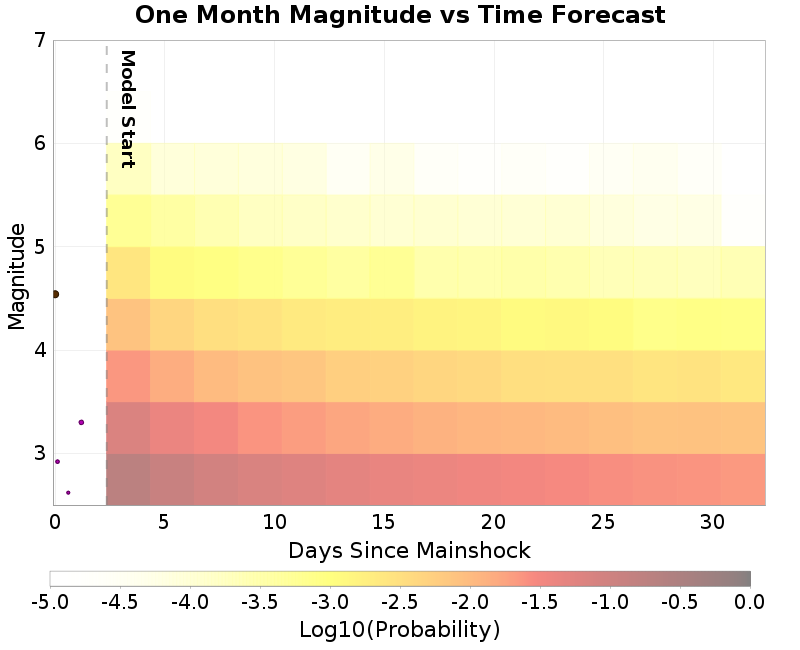 One Month Magnitude vs Time Forecast
7
6
5
4
3
Magnitude
Model Start
0 5 10 15 20 25 30
Days Since Mainshock
-5.0 -4.5 -4.0 -3.5 -3.0 -2.5 -2.0 -1.5 -1.0 -0.5 0.0
Log10(Probability)